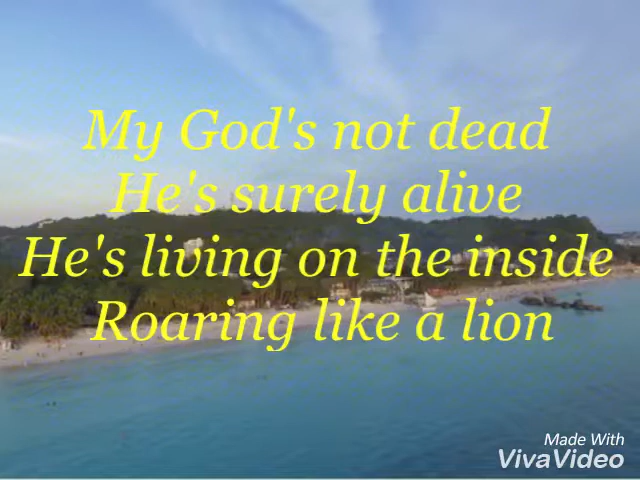 My God's not dead
He's surely alive
He's living on the inside
Roaring like a lion
Made With
VivaVideo